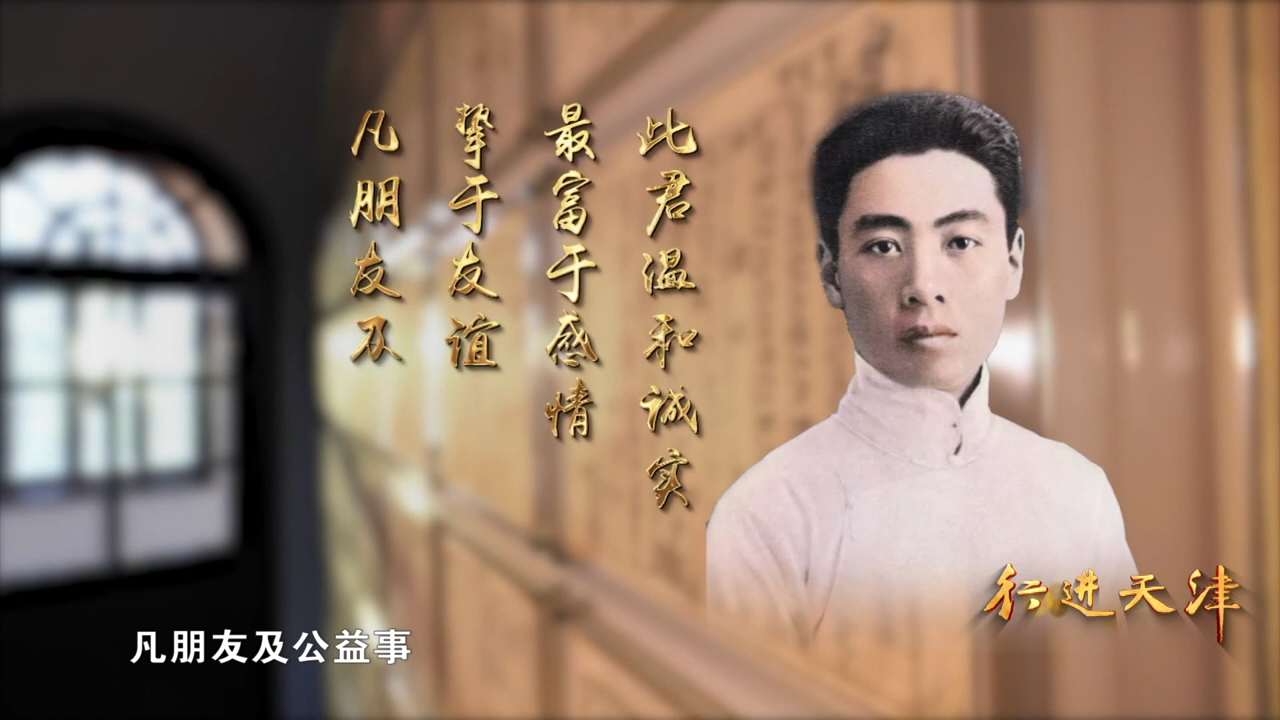 此君温和诚实
最富于感情
挚于友谊
凡朋友及
行进天津
凡朋友及公益事